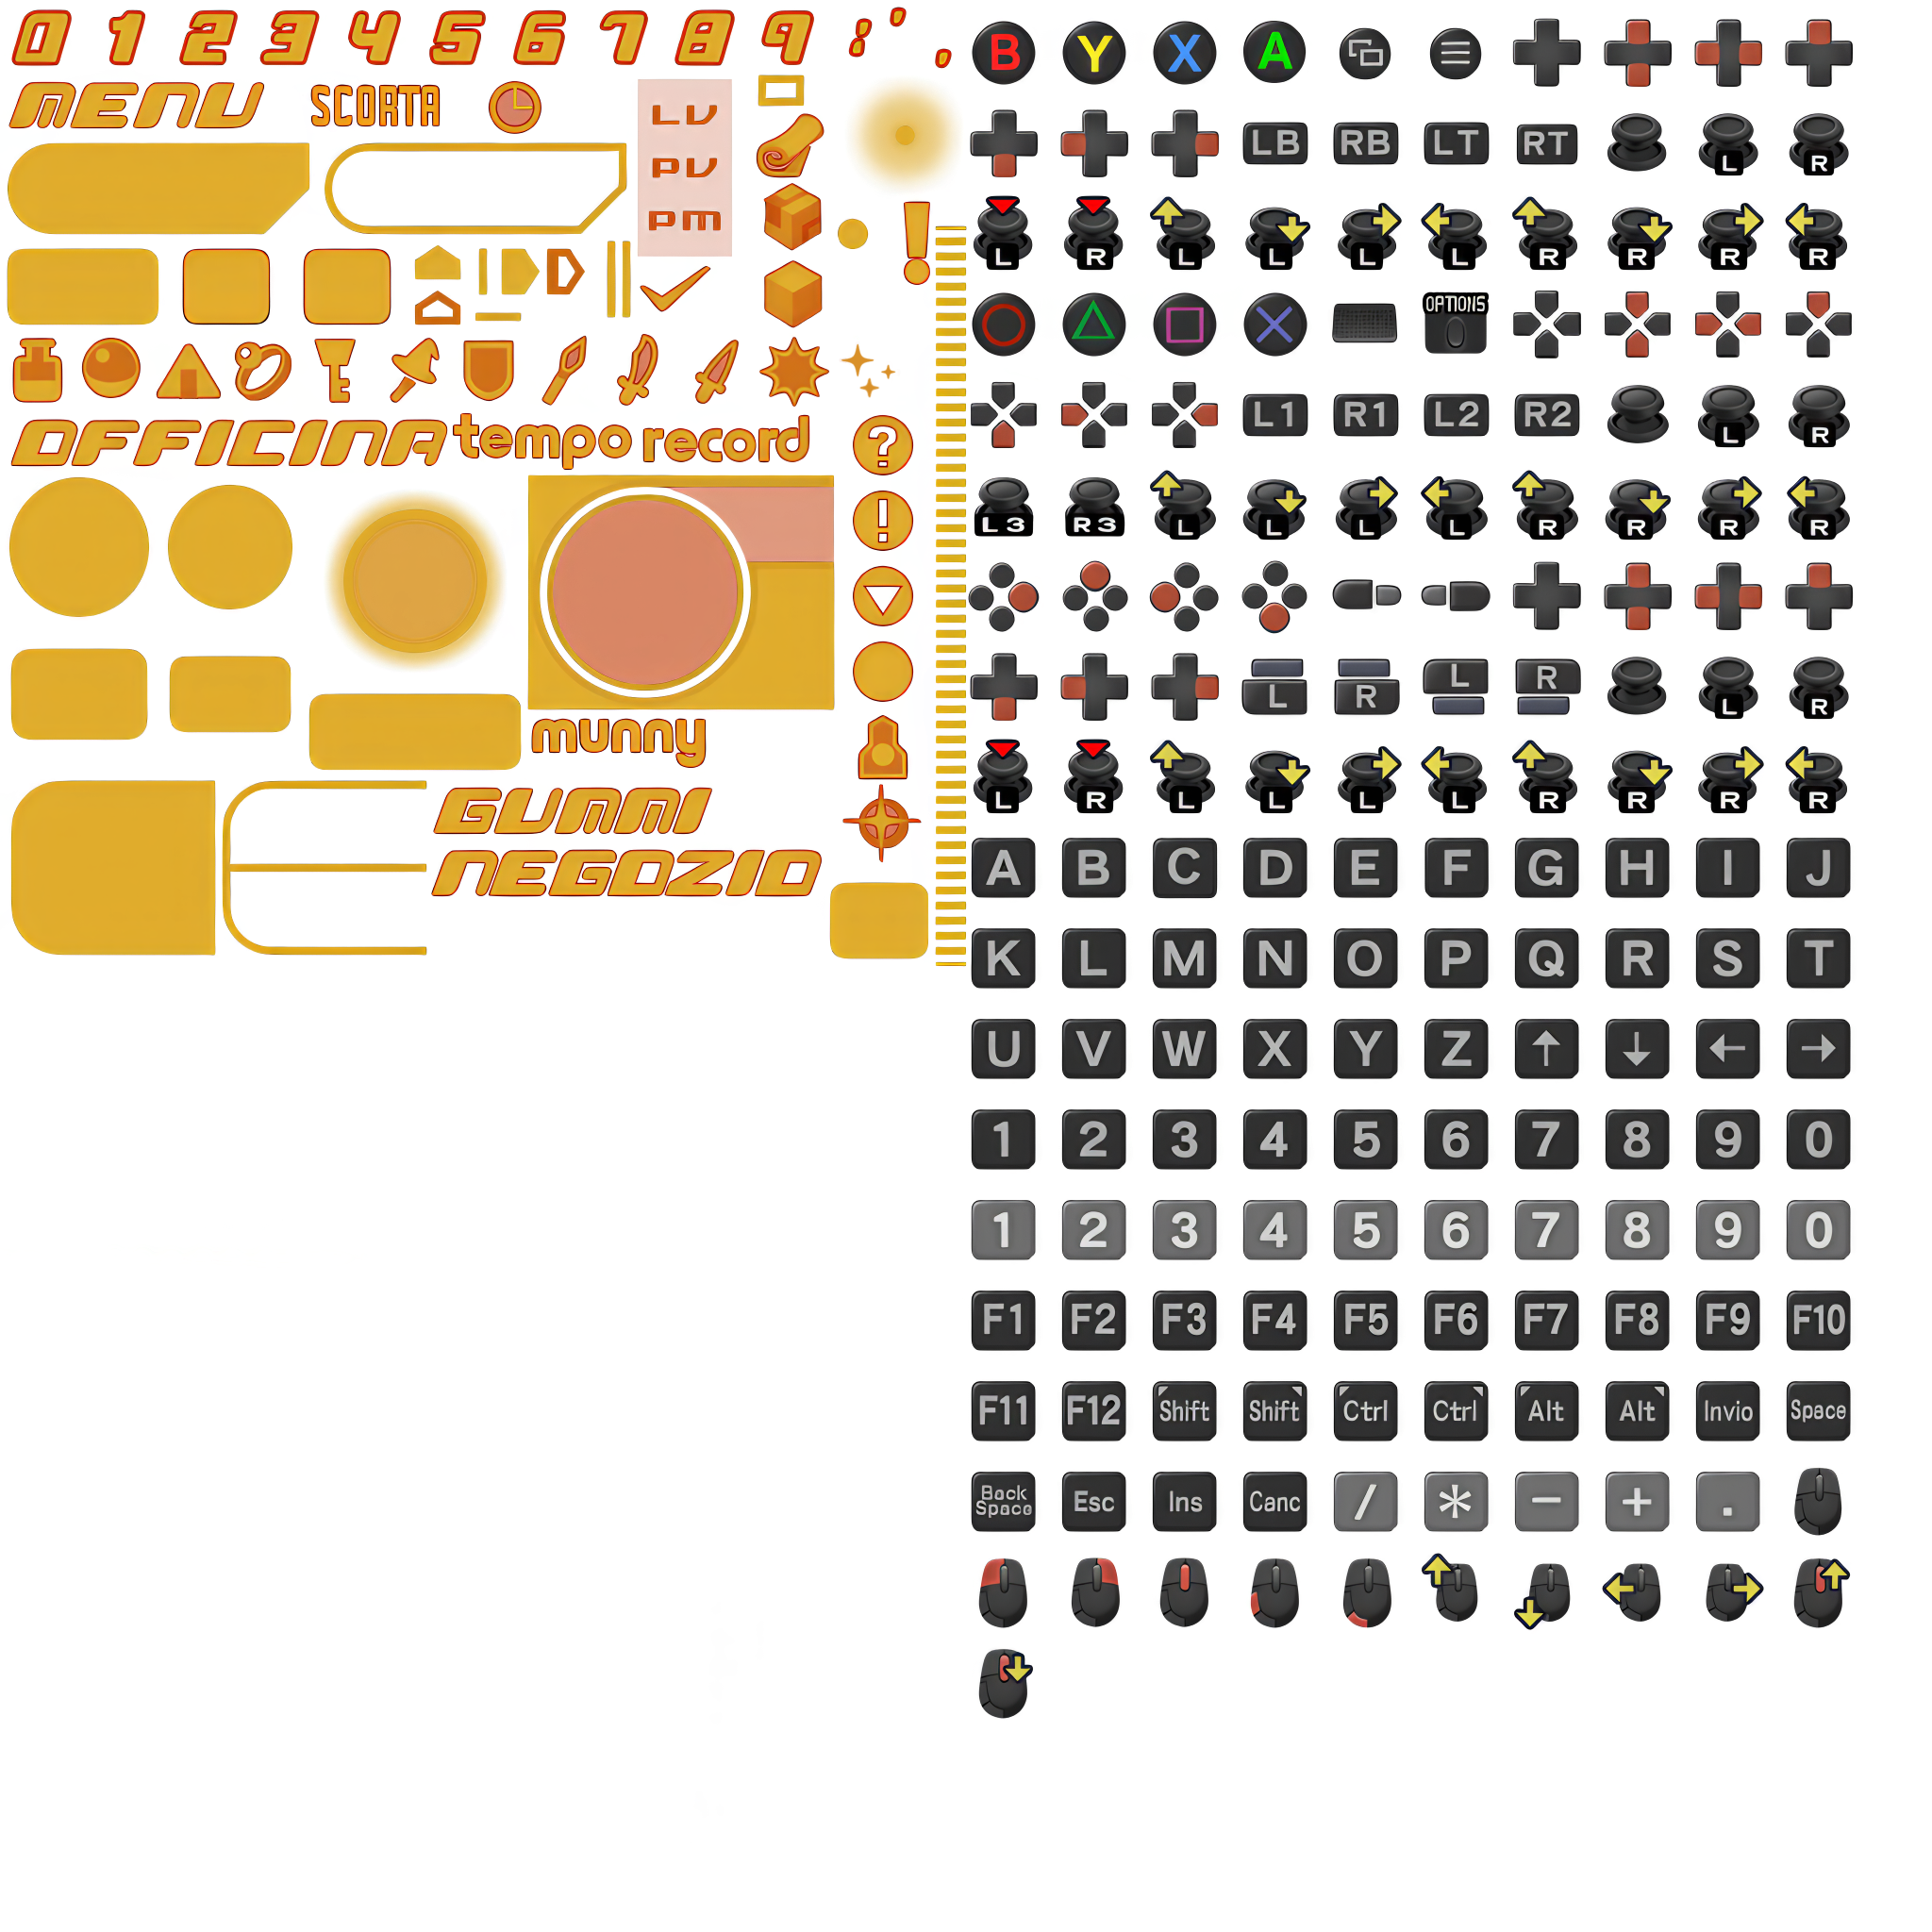 0 1 2 3 4 5 6 7 8 9 : ' ,
MENU SCORTA
LV
PV
PM
!
OFFICINA tempo record
?
!
munny
GUMMI
NEGOZIO
B Y X A
LB RB LT RT L R
L R L L L L R R R R
OPTIONS
L1 R1 L2 R2 L R
L3 R3 L L L L R R R R
L R L R L R
L R L L L L R R R R
A B C D E F G H I J
K L M N O P Q R S T
U V W X Y Z ↑ ↓ ← →
1 2 3 4 5 6 7 8 9 0
1 2 3 4 5 6 7 8 9 0
F1 F2 F3 F4 F5 F6 F7 F8 F9 F10
F11 F12 Shift Shift Ctrl Ctrl Alt Alt Invio Space
Back Space Esc Ins Canc / * - + .